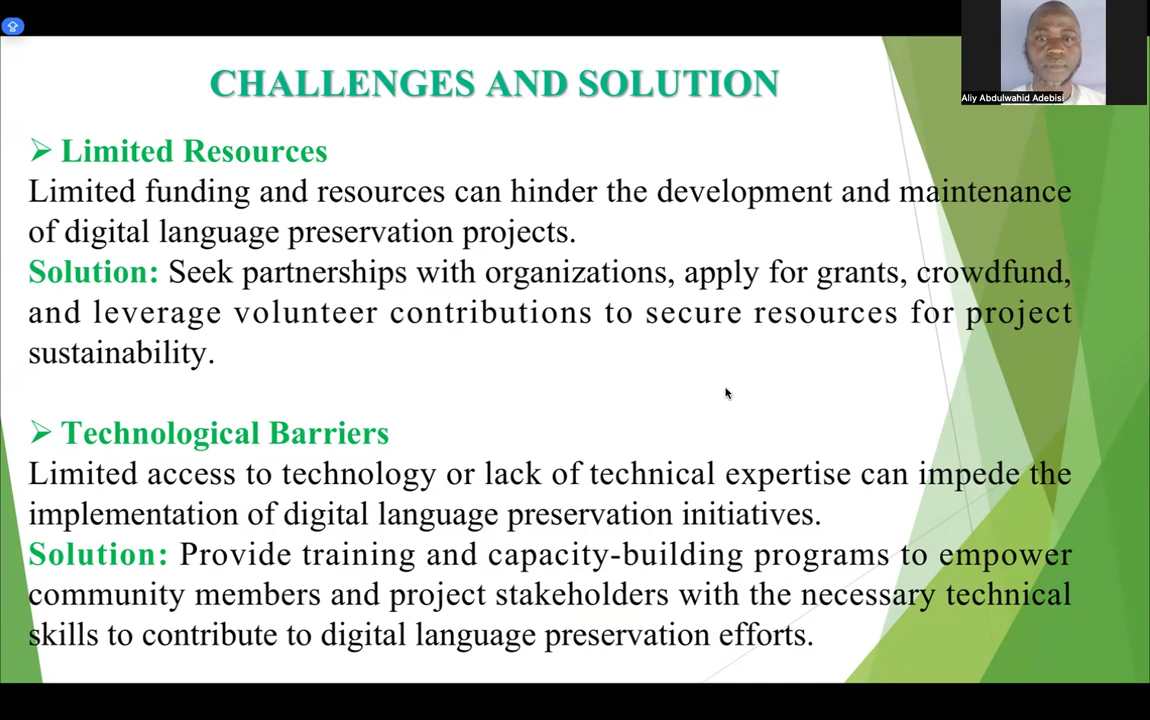 CHALLENGES AND SOLUTION
Aliy Abdulwahid Adebisi
Limited Resources
Limited funding and resources can hinder the development and maintenance
of digital language preservation projects.
Solution: Seek partnerships with organizations, apply for grants, crowdfund,
and leverage volunteer contributions to secure resources for project
sustainability.
Technological Barriers
Limited access to technology or lack of technical expertise can impede the
implementation of digital language preservation initiatives.
Solution: Provide training and capacity-building programs to empower
community members and project stakeholders with the necessary technical
skills to contribute to digital language preservation efforts.